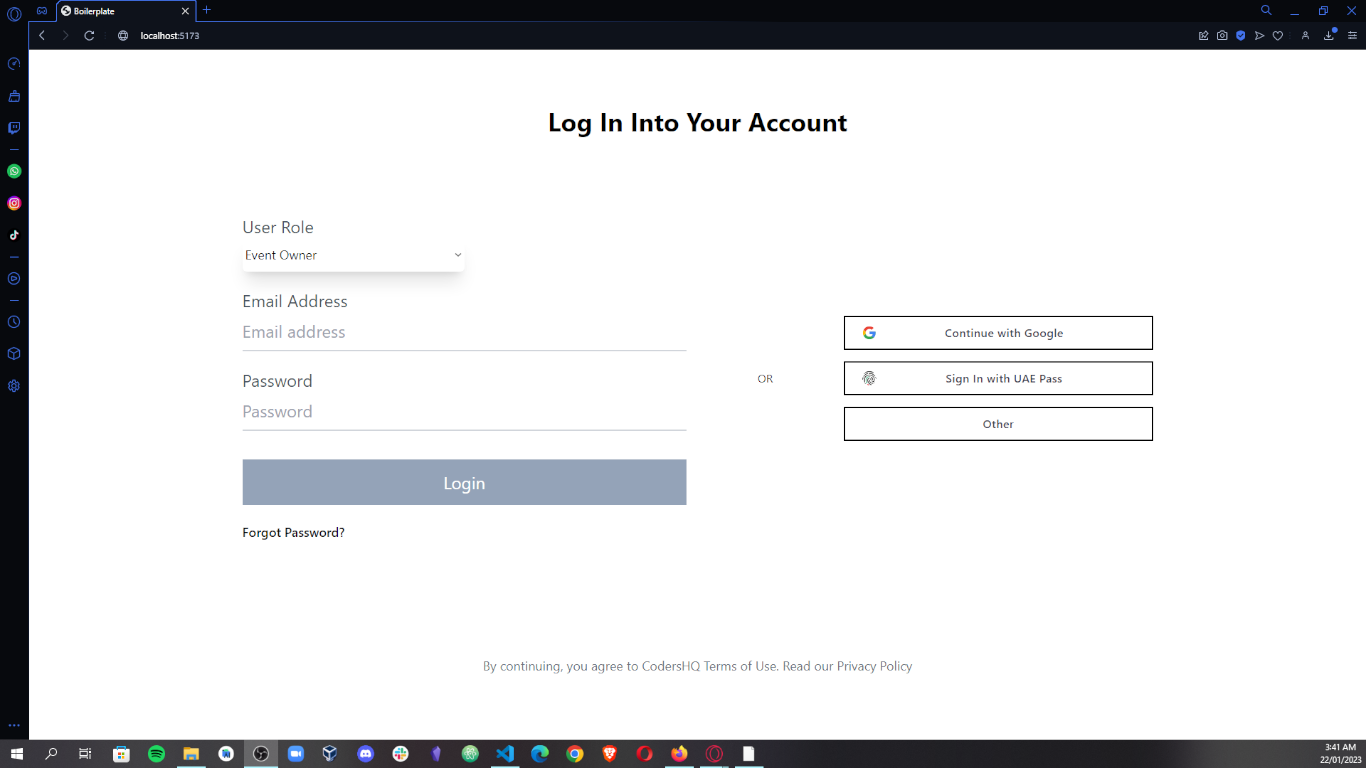 Boilerplate
localhost:5173
Log In Into Your Account
User Role
Event Owner
Email Address
Email address
Password
Password
Login
Forgot Password?
OR
Continue with Google
Sign In with UAE Pass
Other
By continuing, you agree to CodersHQ Terms of Use. Read our Privacy Policy
3:41 AM
22/01/2023